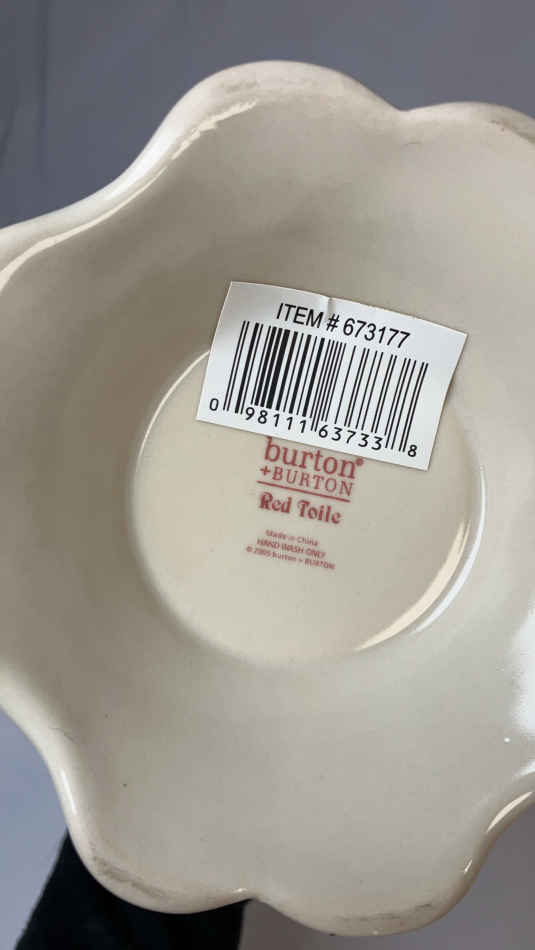 ITEM # 673177
0 98111 63733 8
burton®
+BURTON
Red Toile
Made in China
HAND WASH ONLY
© 2005 burton + BURTON